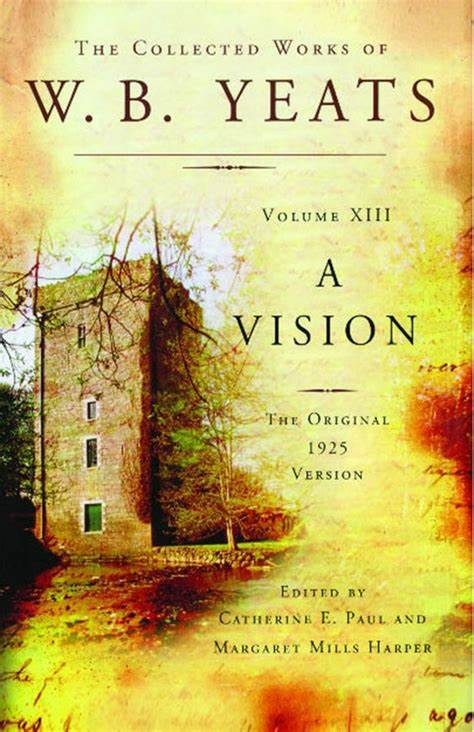 THE COLLECTED WORKS OF
W. B. YEATS
VOLUME XIII
A
VISION
THE ORIGINAL
1925
VERSION
EDITED BY
CATHERINE E. PAUL AND
MARGARET MILLS HARPER
ago